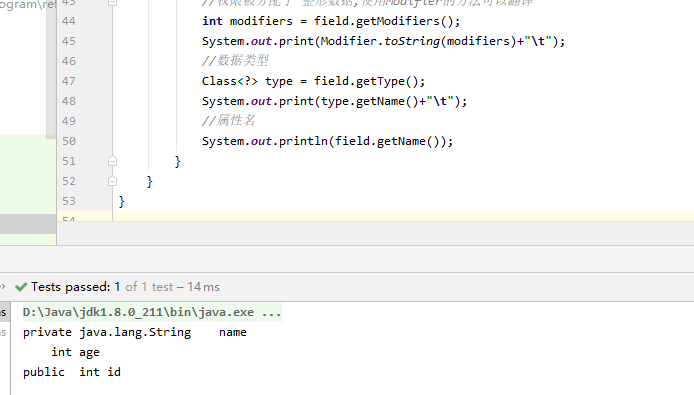 ogram\ref
43 //权限被分配了 整形数据,使用Modifier的方法可以翻译
44 int modifiers = field.getModifiers();
45 System.out.print(Modifier.toString(modifiers)+"\t");
46 //数据类型
47 Class<?> type = field.getType();
48 System.out.print(type.getName()+"\t");
49 //属性名
50 System.out.println(field.getName());
51 }
52 }
53 }
54
Tests passed: 1 of 1 test – 14 ms
D:\Java\jdk1.8.0_211\bin\java.exe ...
private java.lang.String name
int age
public int id
ms
ms